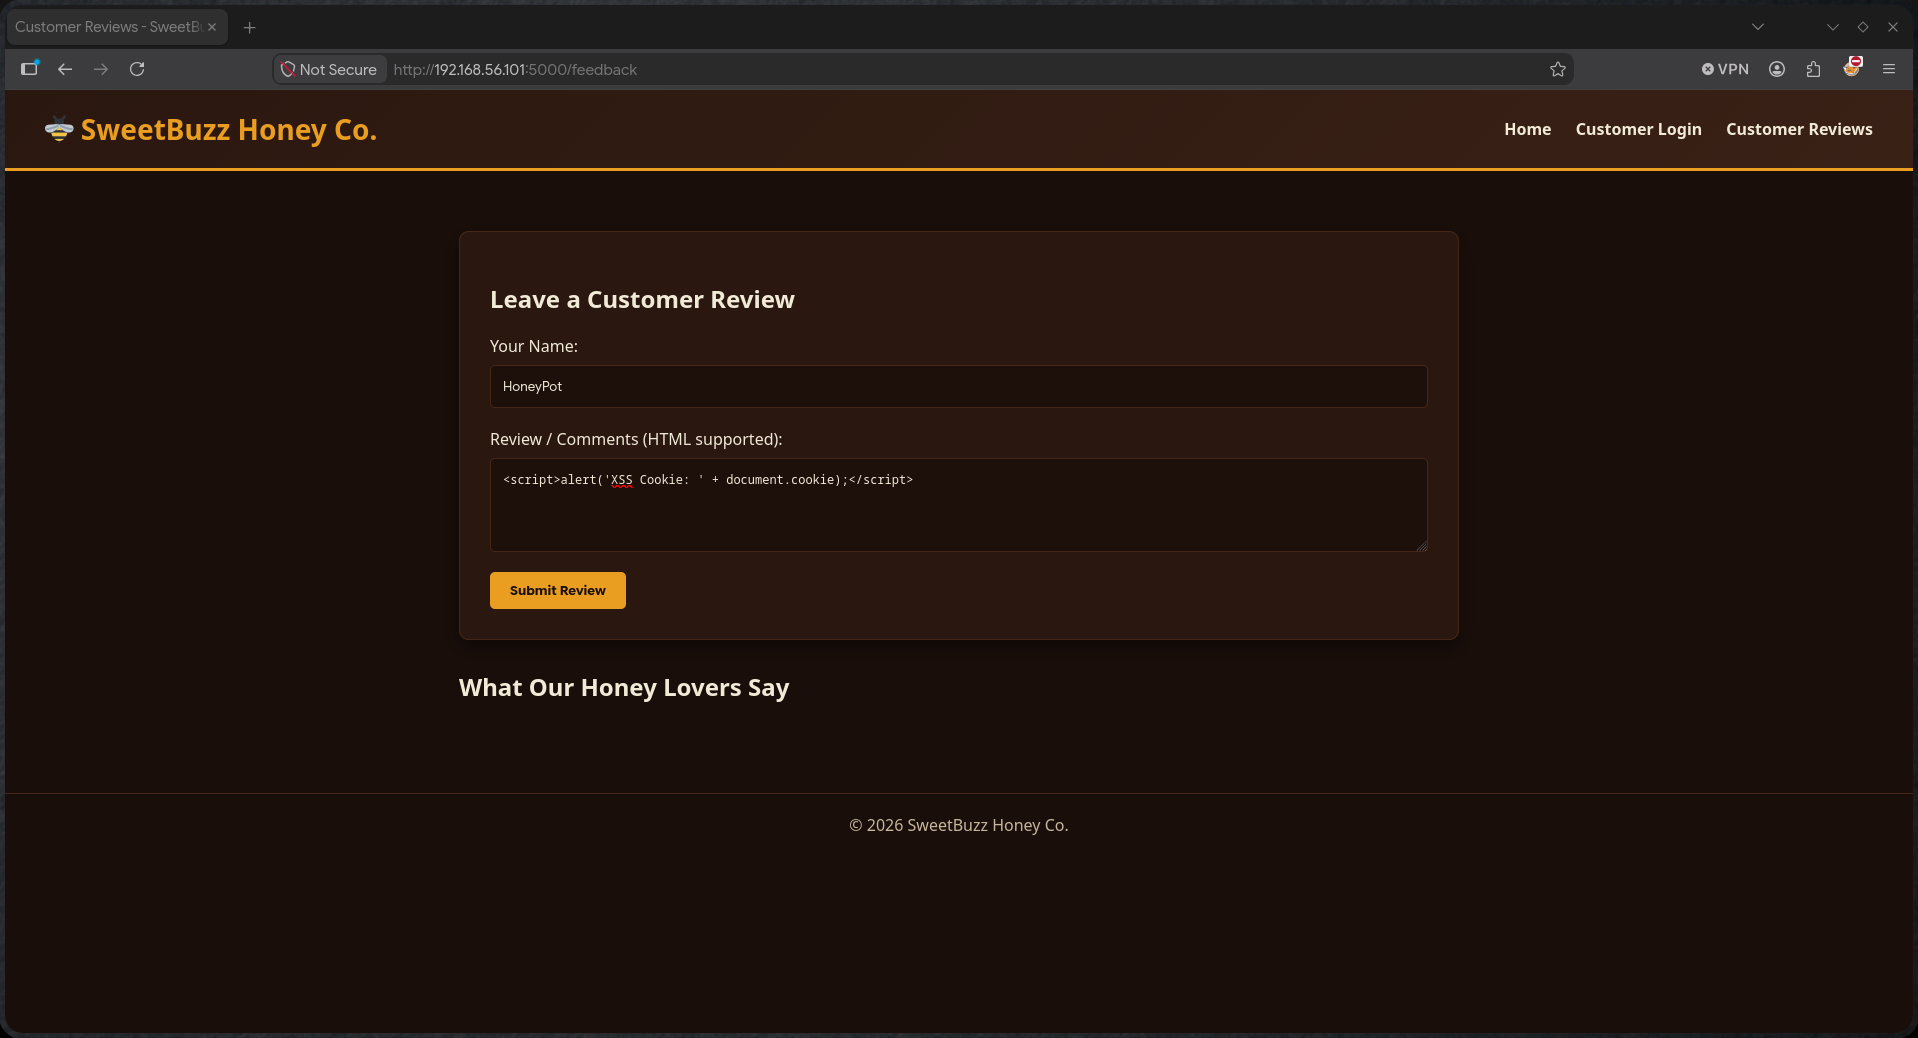 Customer Reviews - SweetB
Not Secure http://192.168.56.101:5000/feedback
VPN
SweetBuzz Honey Co.
Home Customer Login Customer Reviews
Leave a Customer Review
Your Name:
HoneyPot
Review / Comments (HTML supported):
<script>alert('XSS Cookie: ' + document.cookie);</script>
Submit Review
What Our Honey Lovers Say
© 2026 SweetBuzz Honey Co.